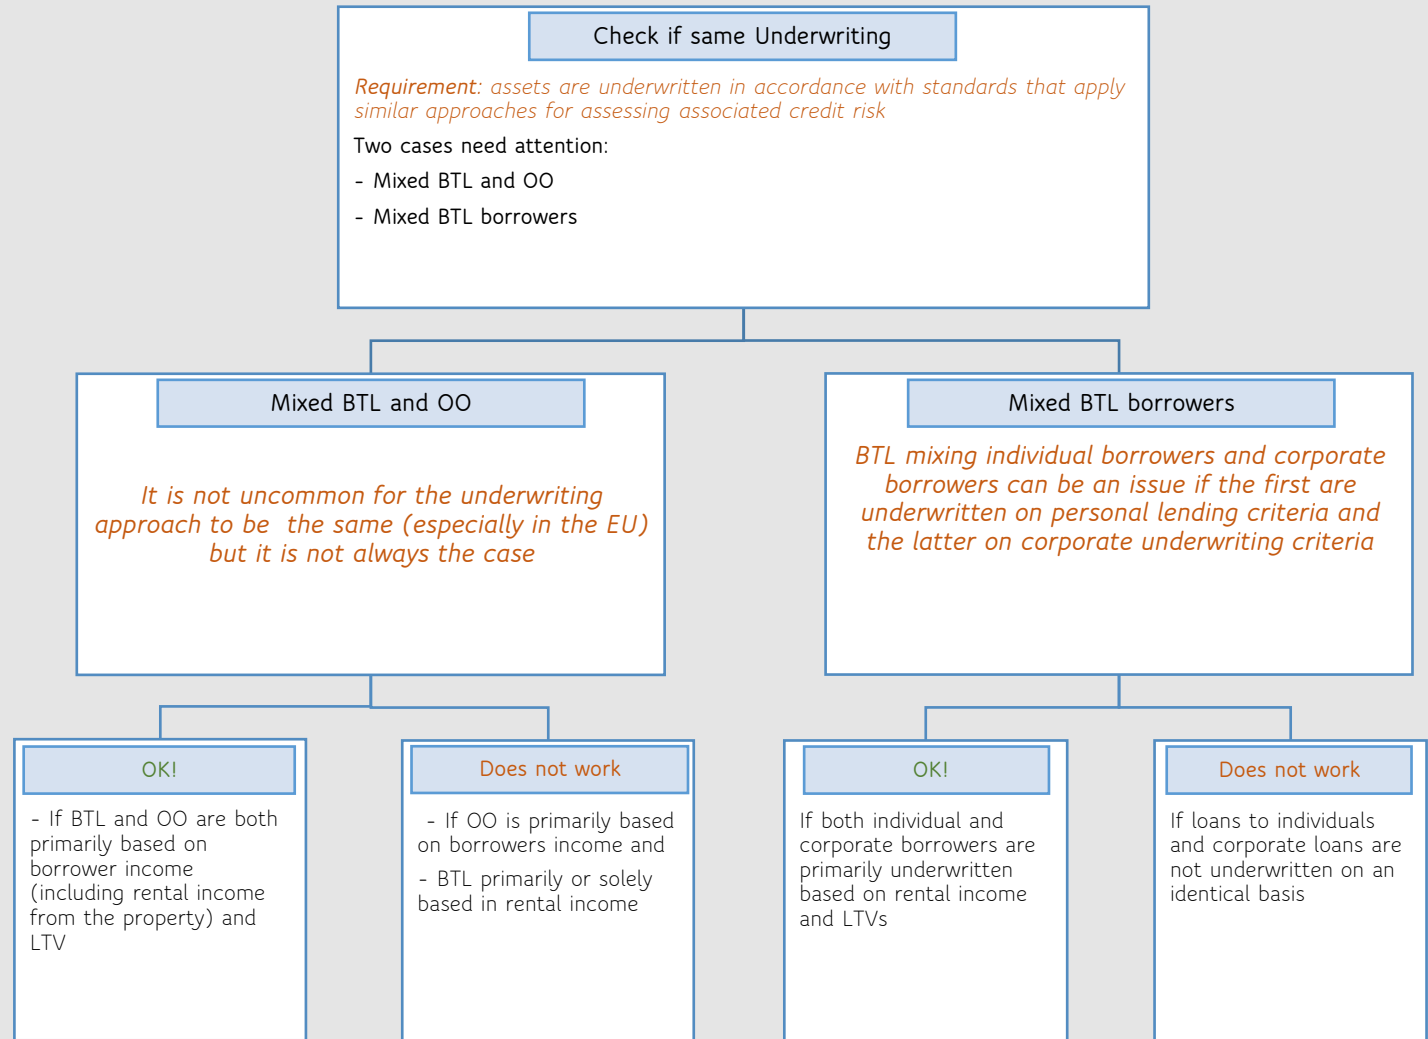 Check if same Underwriting
Requirement: assets are underwritten in accordance with standards that apply
similar approaches for assessing associated credit risk
Two cases need attention:
- Mixed BTL and OO
- Mixed BTL borrowers
Mixed BTL and OO
It is not uncommon for the underwriting
approach to be  the same (especially in the EU)
but it is not always the case
Mixed BTL borrowers
BTL mixing individual borrowers and corporate
borrowers can be an issue if the first are
underwritten on personal lending criteria and
the latter on corporate underwriting criteria
OK!
- If BTL and OO are both
primarily based on
borrower income
(including rental income
from the property) and
LTV
Does not work
- If OO is primarily based
on borrowers income and
- BTL primarily or solely
based in rental income
OK!
If both individual and
corporate borrowers are
primarily underwritten
based on rental income
and LTVs
Does not work
If loans to individuals
and corporate loans are
not underwritten on an
identical basis